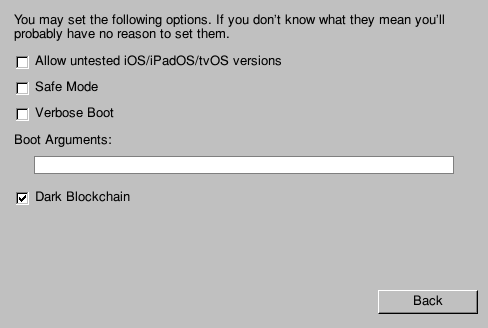 You may set the following options. If you don't know what they mean you'll
probably have no reason to set them.
Allow untested iOS/iPadOS/tvOS versions
Safe Mode
Verbose Boot
Boot Arguments:
Dark Blockchain
Back